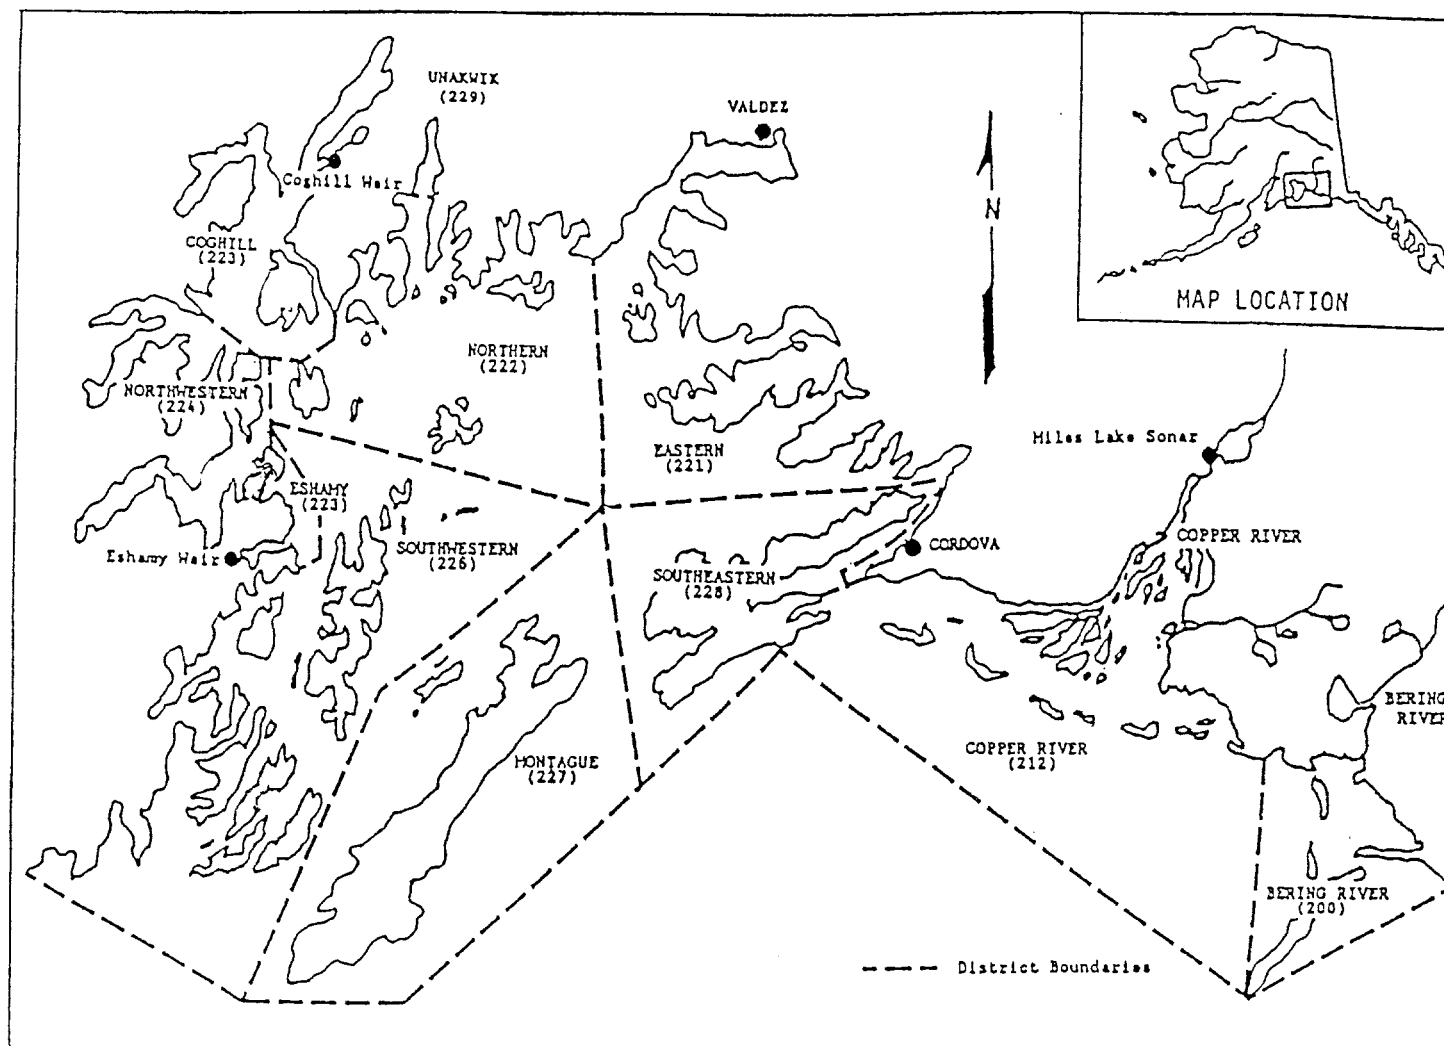 UNAKWIK
(229)
VALDEZ
Coghill Weir
N
COGHILL
(223)
MAP LOCATION
NORTHERN
(222)
NORTHWESTERN
(224)
EASTERN
(221)
Miles Lake Sonar
ESHAMY
(223)
Eshamy Weir
SOUTHWESTERN
(226)
CORDOVA
COPPER RIVER
SOUTHEASTERN
(228)
BERING
RIVER
MONTAGUE
(227)
COPPER RIVER
(212)
BERING RIVER
(200)
District Boundaries